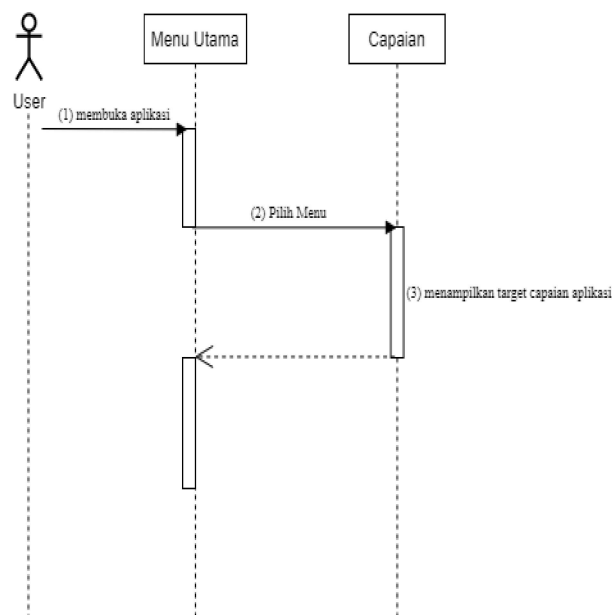 Menu Utama
Capaian
User
(1) membuka aplikasi
(2) Pilih Menu
(3) menampilkan target capaian aplikasi